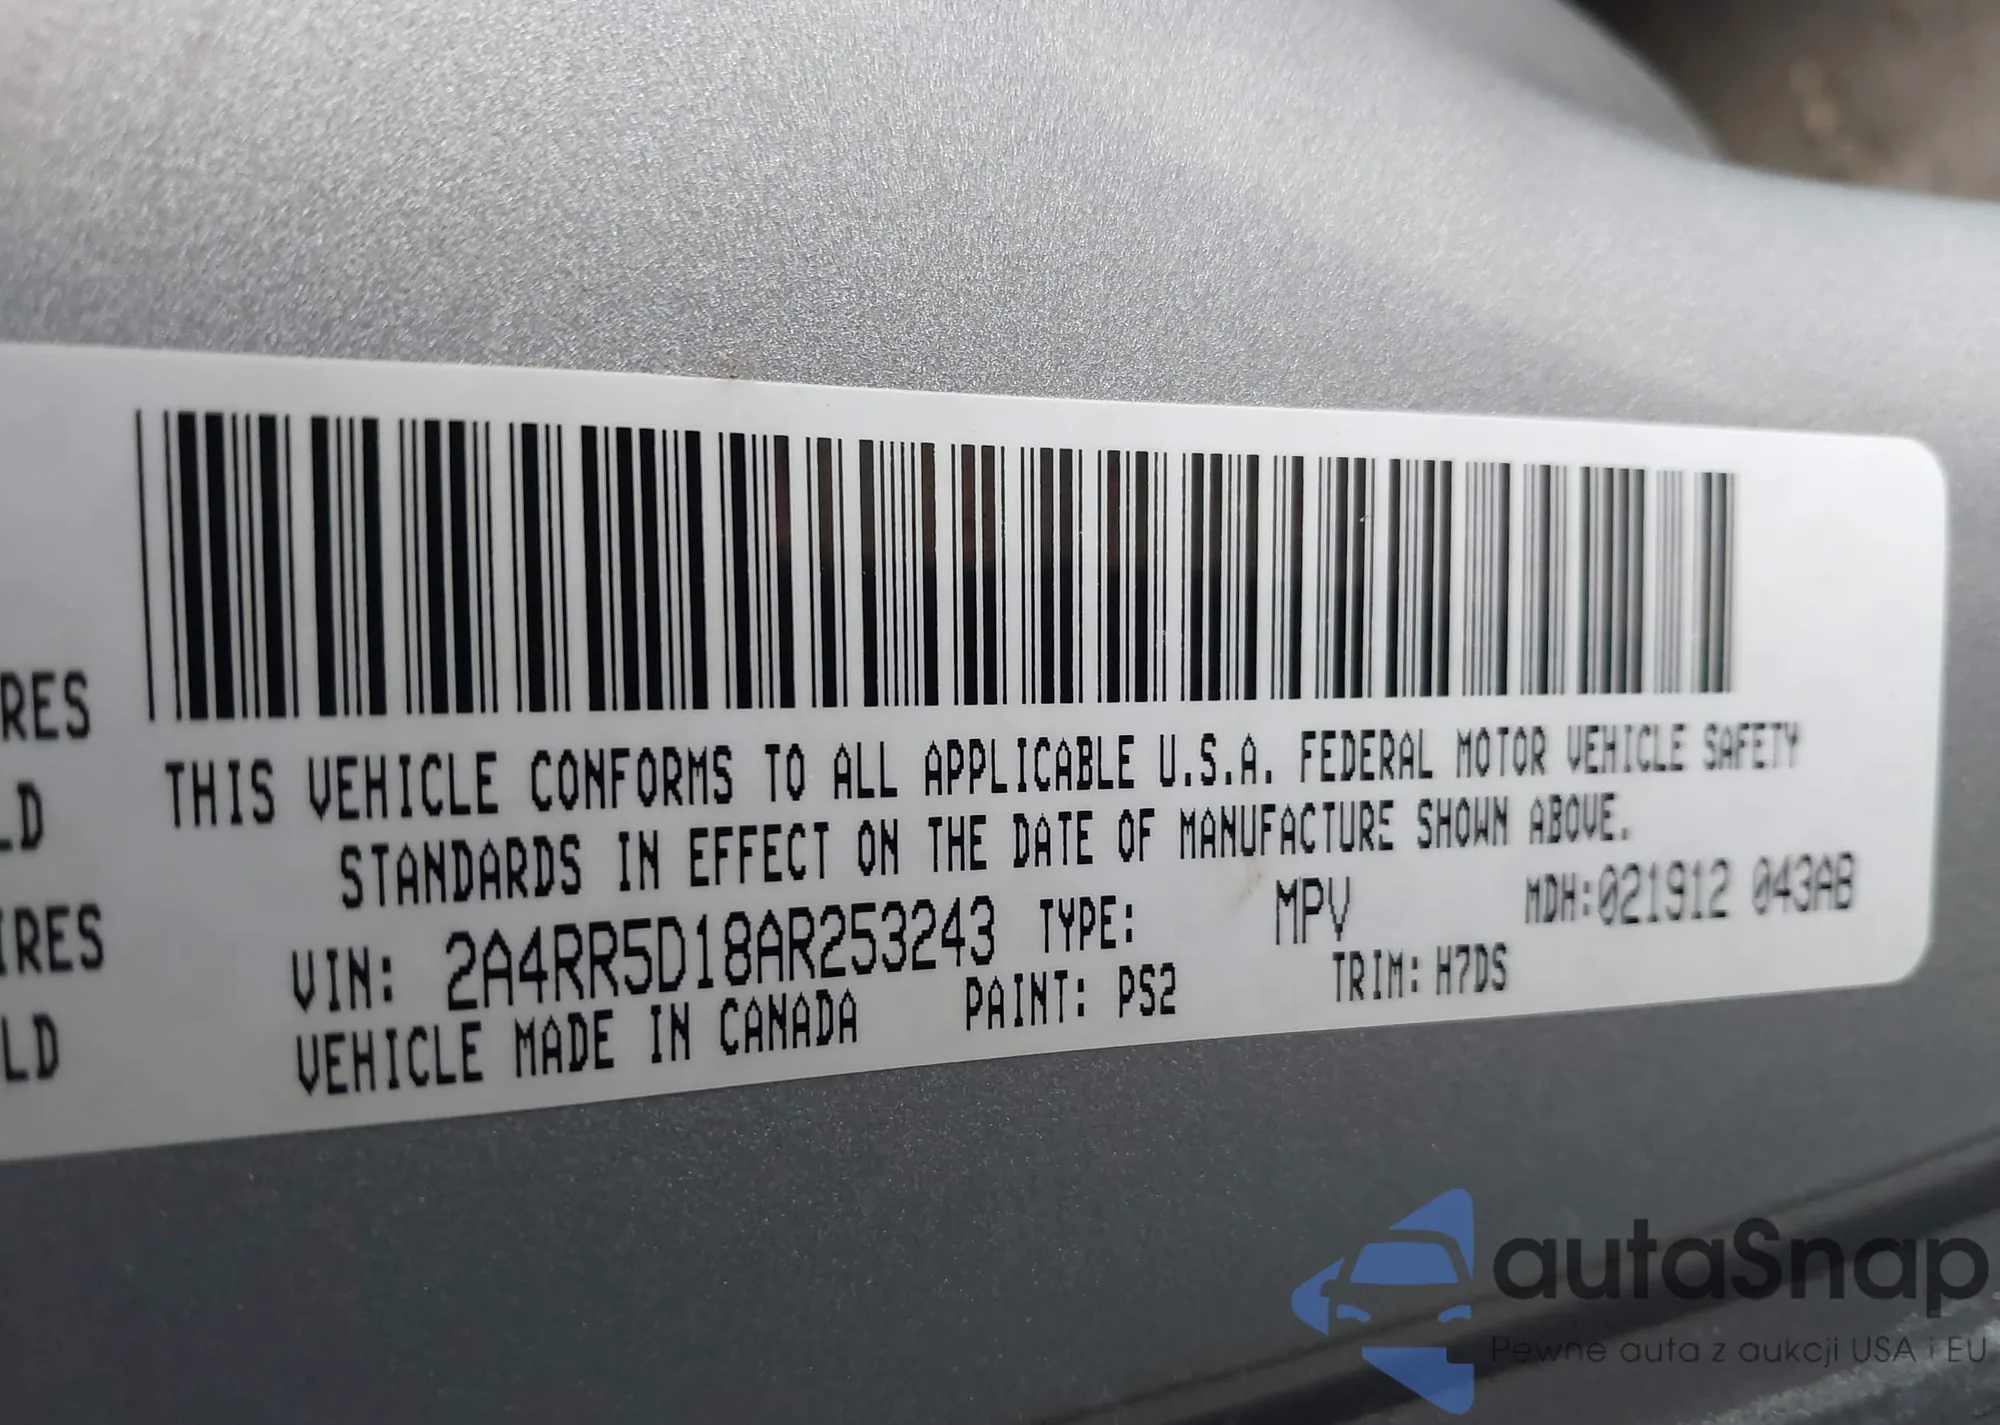 RES
LD
IRES
LD
THIS VEHICLE CONFORMS TO ALL APPLICABLE U.S.A. FEDERAL MOTOR VEHICLE SAFETY
STANDARDS IN EFFECT ON THE DATE OF MANUFACTURE SHOWN ABOVE.
VIN: 2A4RR5D18AR253243 TYPE: MPV MDH:021912 043AB
VEHICLE MADE IN CANADA PAINT: PS2 TRIM: H7DS
autaSnap
Pewne auta z aukcji USA i EU